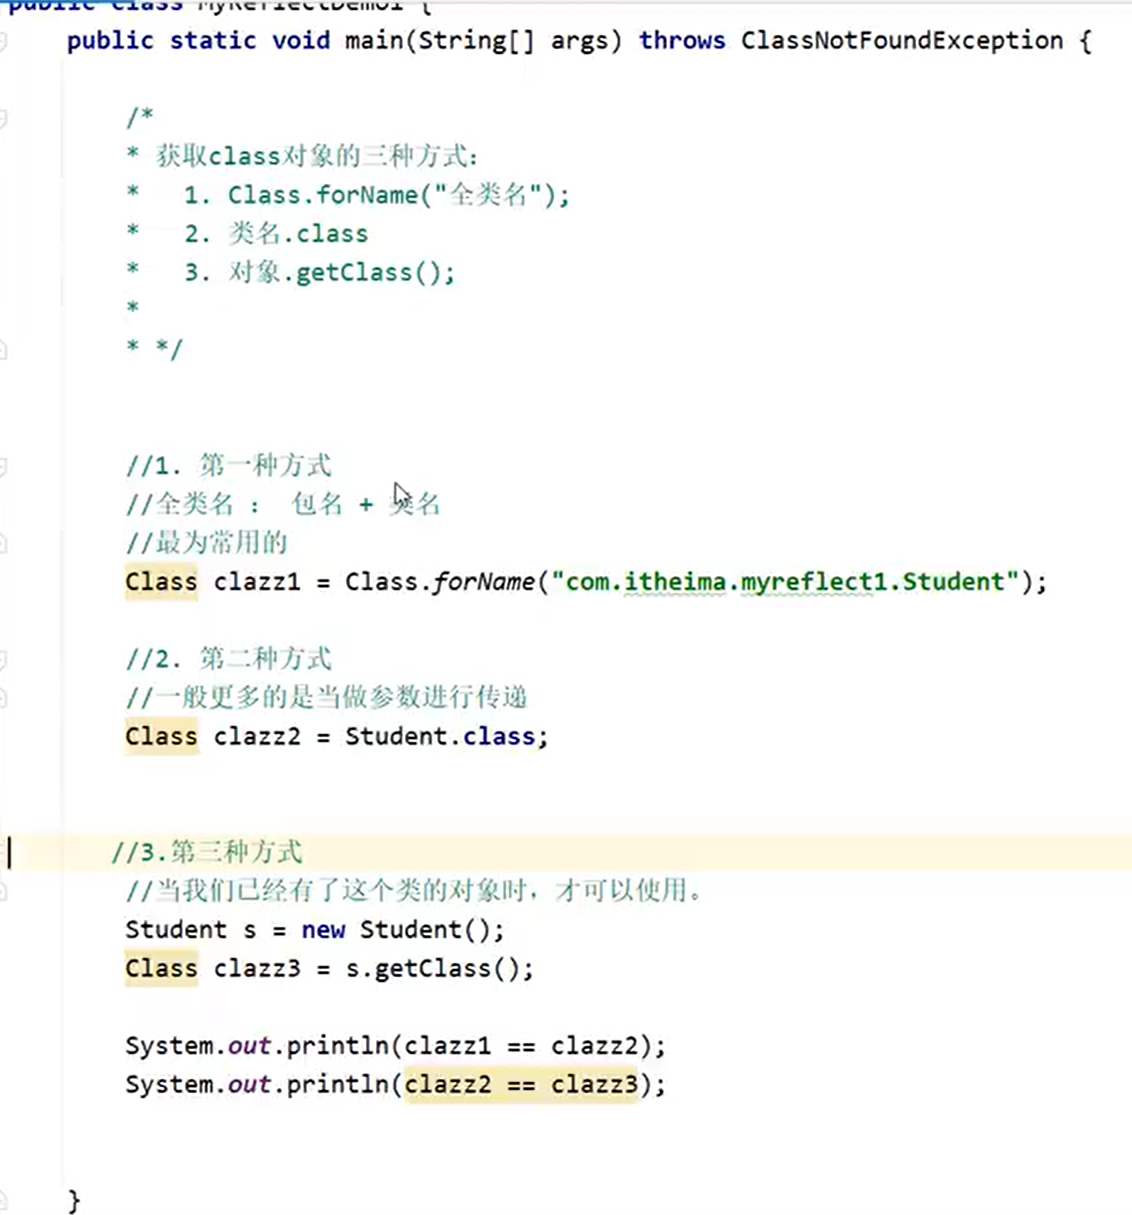 public class MyReflectDemo1 {
public static void main(String[] args) throws ClassNotFoundException {
/*
* 获取class对象的三种方式：
* 1. Class.forName("全类名");
* 2. 类名.class
* 3. 对象.getClass();
*
* */
//1. 第一种方式
//全类名 ： 包名 + 类名
//最为常用的
Class clazz1 = Class.forName("com.itheima.myreflect1.Student");
//2. 第二种方式
//一般更多的是当做参数进行传递
Class clazz2 = Student.class;
//3.第三种方式
//当我们已经有了这个类的对象时，才可以使用。
Student s = new Student();
Class clazz3 = s.getClass();
System.out.println(clazz1 == clazz2);
System.out.println(clazz2 == clazz3);
}